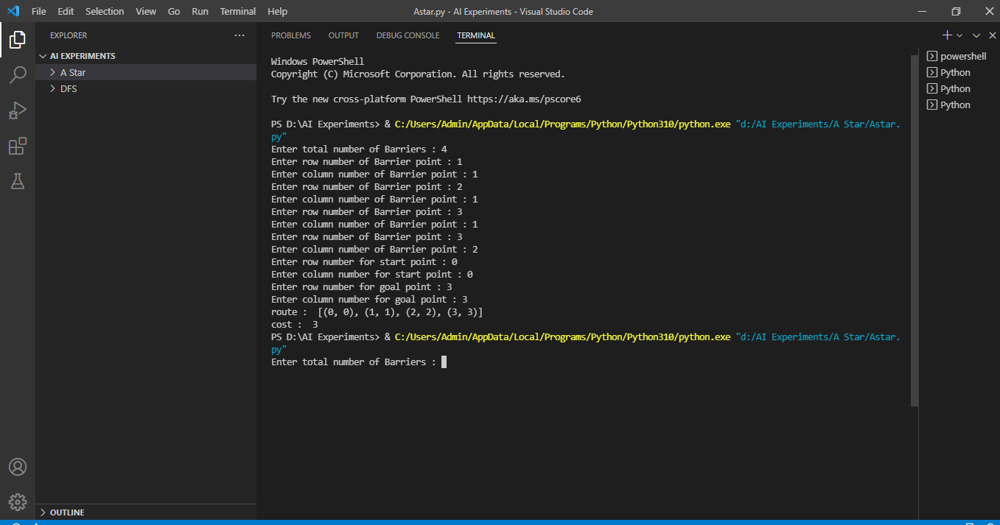 File Edit Selection View Go Run Terminal Help
Astar.py - AI Experiments - Visual Studio Code
EXPLORER
AI EXPERIMENTS
A Star
DFS
OUTLINE
PROBLEMS OUTPUT DEBUG CONSOLE TERMINAL
Windows PowerShell
Copyright (C) Microsoft Corporation. All rights reserved.
Try the new cross-platform PowerShell https://aka.ms/pscore6
PS D:\AI Experiments> & C:/Users/Admin/AppData/Local/Programs/Python/Python310/python.exe "d:/AI Experiments/A Star/Astar.
py"
Enter total number of Barriers : 4
Enter row number of Barrier point : 1
Enter column number of Barrier point : 1
Enter row number of Barrier point : 2
Enter column number of Barrier point : 1
Enter row number of Barrier point : 3
Enter column number of Barrier point : 1
Enter row number of Barrier point : 3
Enter column number of Barrier point : 2
Enter row number for start point : 0
Enter column number for start point : 0
Enter row number for goal point : 3
Enter column number for goal point : 3
route :  [(0, 0), (1, 1), (2, 2), (3, 3)]
cost :  3
PS D:\AI Experiments> & C:/Users/Admin/AppData/Local/Programs/Python/Python310/python.exe "d:/AI Experiments/A Star/Astar.
py"
Enter total number of Barriers :
powershell
Python
Python
Python